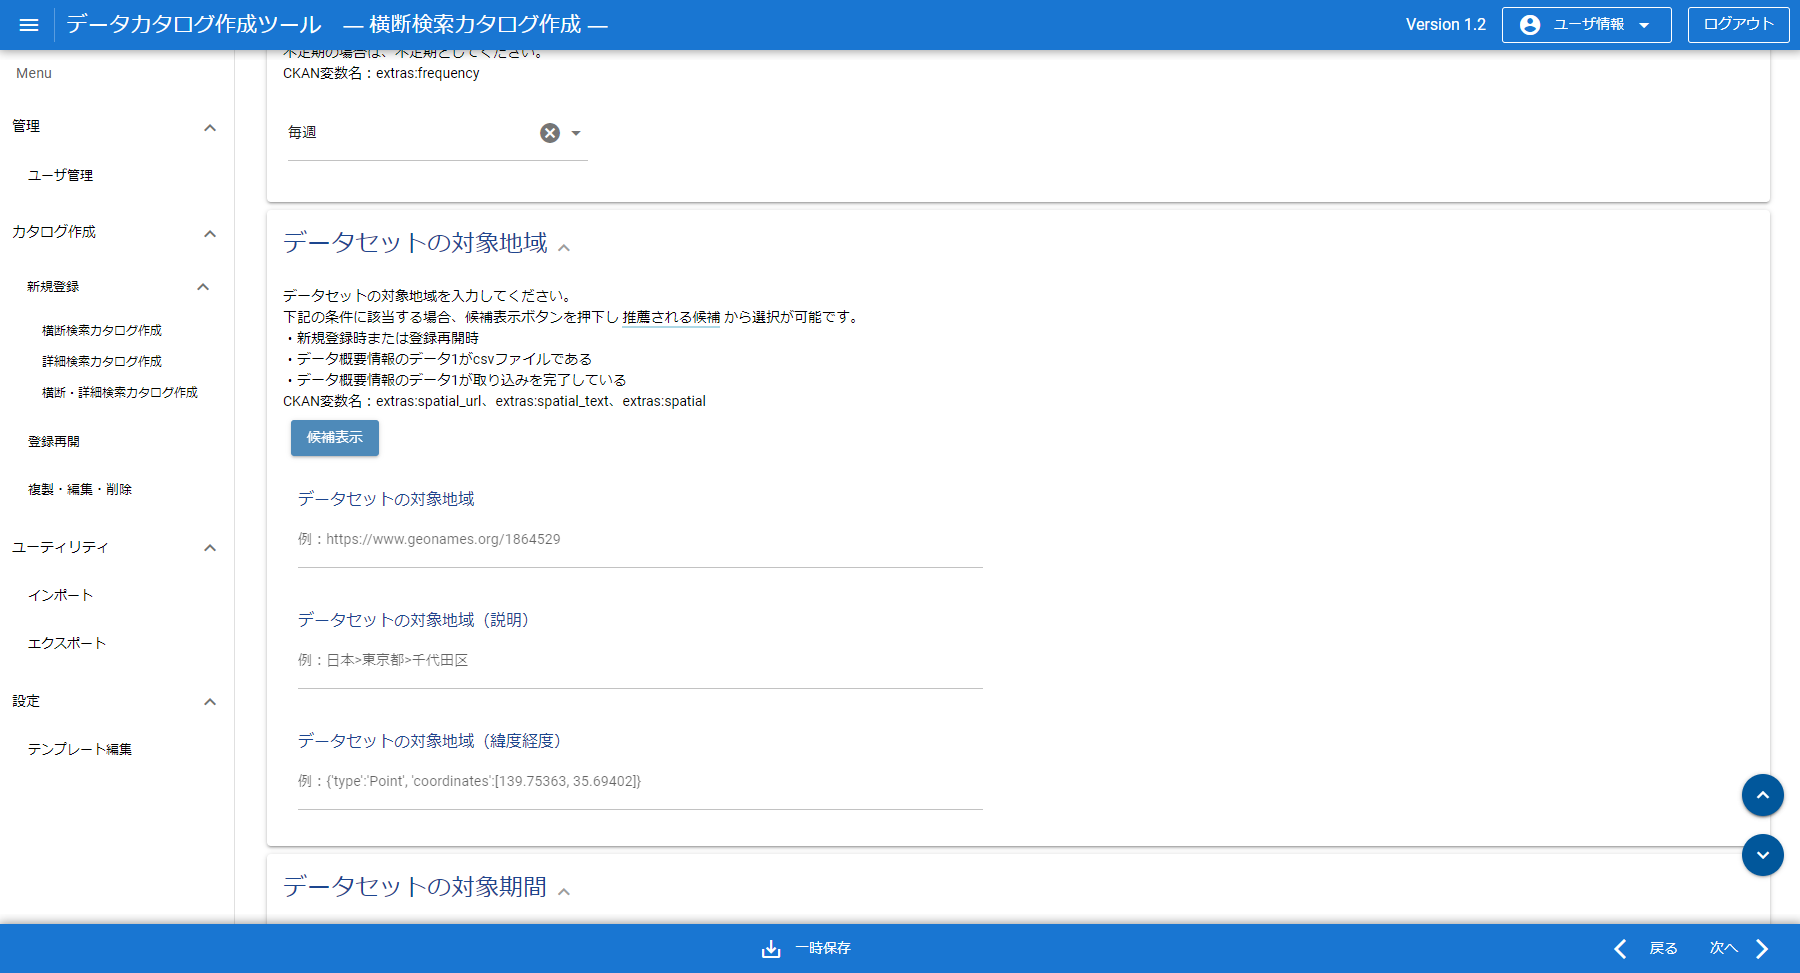 データカタログ作成ツール ― 横断検索カタログ作成 ―
Version 1.2
ユーザ情報
ログアウト
Menu
管理
ユーザ管理
カタログ作成
新規登録
横断検索カタログ作成
詳細検索カタログ作成
横断・詳細検索カタログ作成
登録再開
複製・編集・削除
ユーティリティ
インポート
エクスポート
設定
テンプレート編集
不定期の場合は、不定期としてください。
CKAN変数名：extras:frequency
毎週
データセットの対象地域
データセットの対象地域を入力してください。
下記の条件に該当する場合、候補表示ボタンを押下し 推薦される候補 から選択が可能です。
・新規登録時または登録再開時
・データ概要情報のデータ1がcsvファイルである
・データ概要情報のデータ1が取り込みを完了している
CKAN変数名：extras:spatial_url、extras:spatial_text、extras:spatial
候補表示
データセットの対象地域
例：https://www.geonames.org/1864529
データセットの対象地域（説明）
例：日本>東京都>千代田区
データセットの対象地域（緯度経度）
例：{'type':'Point', 'coordinates':[139.75363, 35.69402]}
データセットの対象期間
一時保存
戻る
次へ